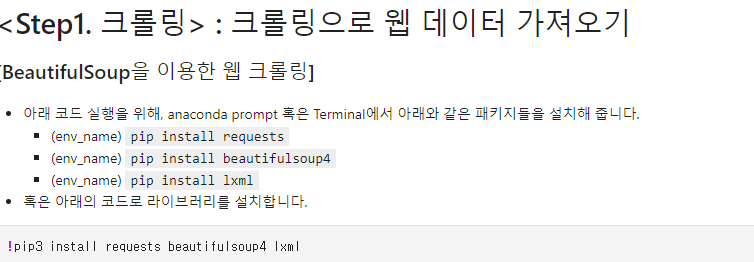 <Step1. 크롤링> : 크롤링으로 웹 데이터 가져오기
[BeautifulSoup을 이용한 웹 크롤링]
• 아래 코드 실행을 위해, anaconda prompt 혹은 Terminal에서 아래와 같은 패키지들을 설치해 줍니다.
▪ (env_name) pip install requests
▪ (env_name) pip install beautifulsoup4
▪ (env_name) pip install lxml
• 혹은 아래의 코드로 라이브러리를 설치합니다.
!pip3 install requests beautifulsoup4 lxml